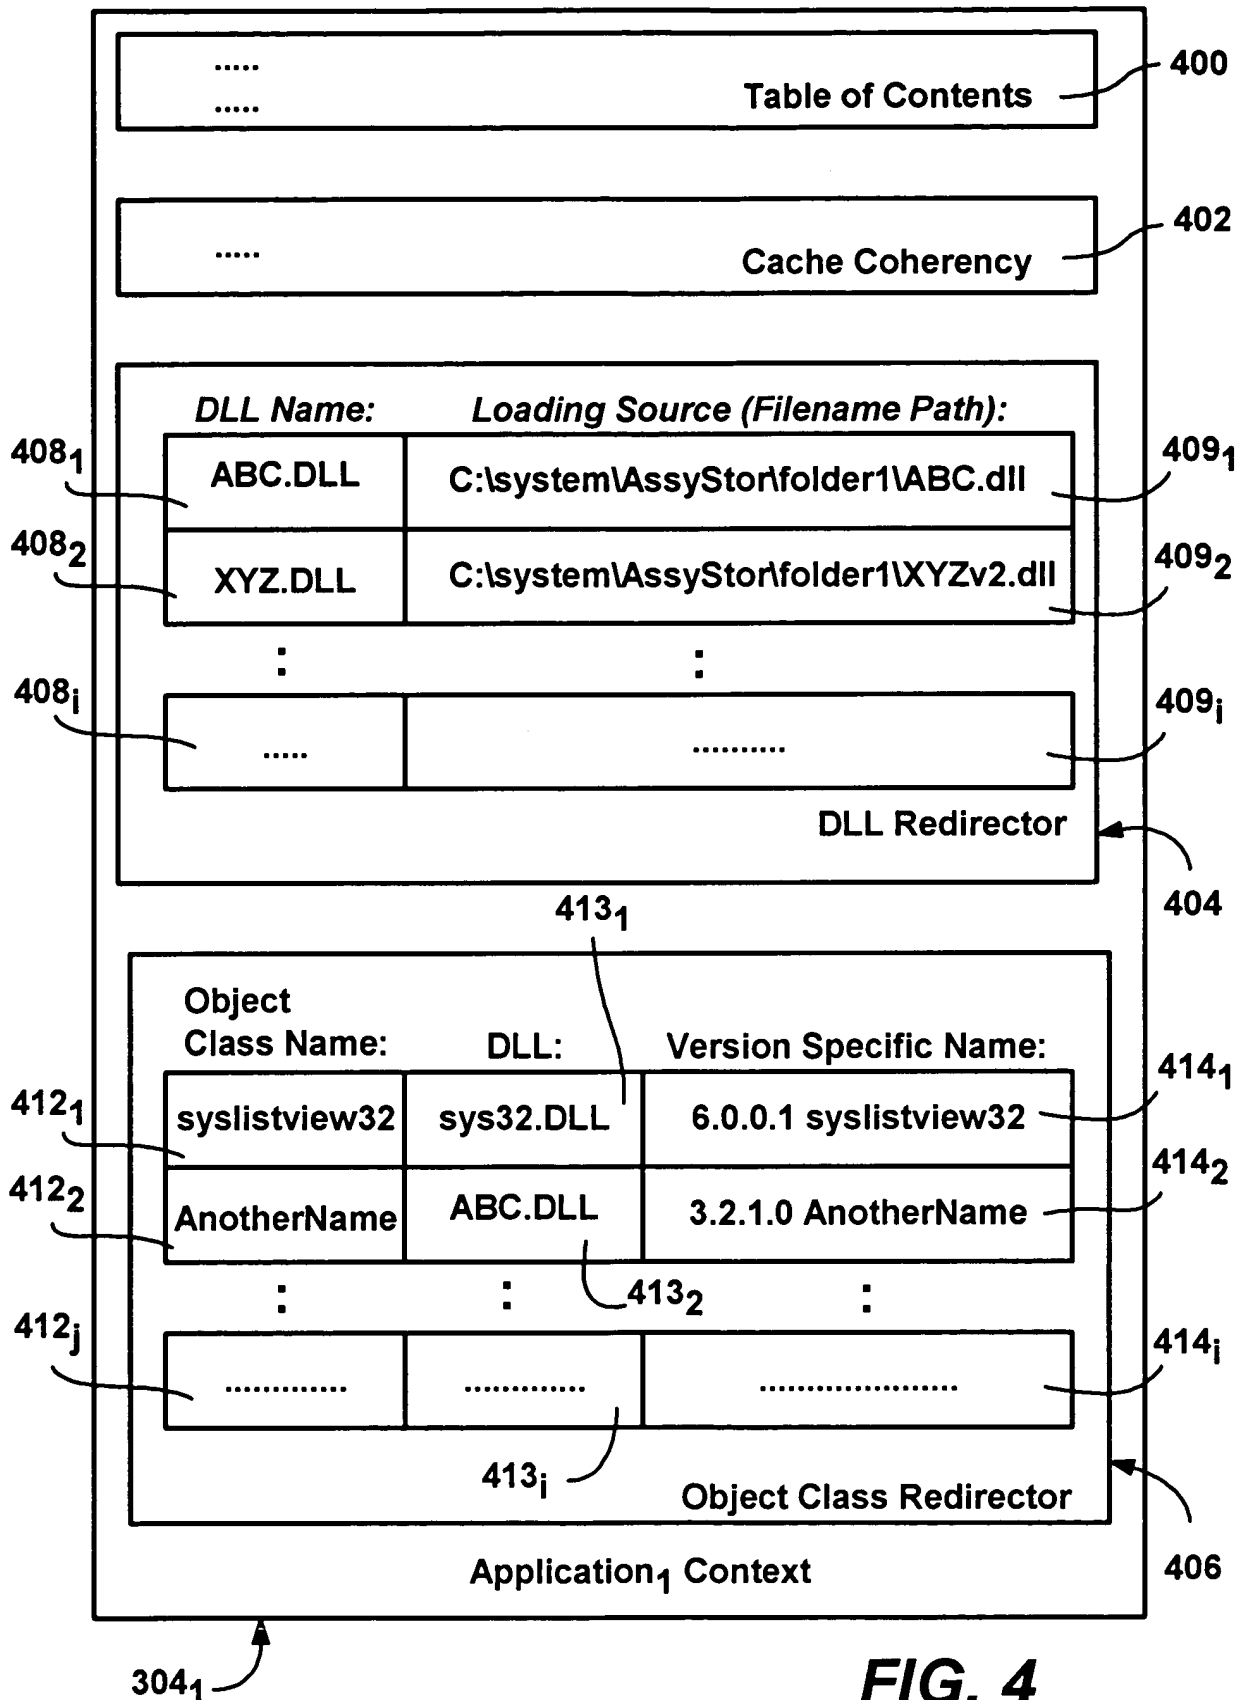 .....
.....
Table of Contents
400
.....
Cache Coherency
402
DLL Name: Loading Source (Filename Path):
408₁ ABC.DLL C:\system\AssyStor\folder1\ABC.dll 409₁
408₂ XYZ.DLL C:\system\AssyStor\folder1\XYZv2.dll 409₂
: :
408ᵢ ..... .......... 409ᵢ
DLL Redirector
404
413₁
Object
Class Name: DLL: Version Specific Name:
412₁ syslistview32 sys32.DLL 6.0.0.1 syslistview32 414₁
412₂ AnotherName ABC.DLL 3.2.1.0 AnotherName 414₂
: : :
413₂
412ⱼ ............. ............. ..................... 414ᵢ
413ᵢ
Object Class Redirector
406
Application₁ Context
304₁
FIG. 4